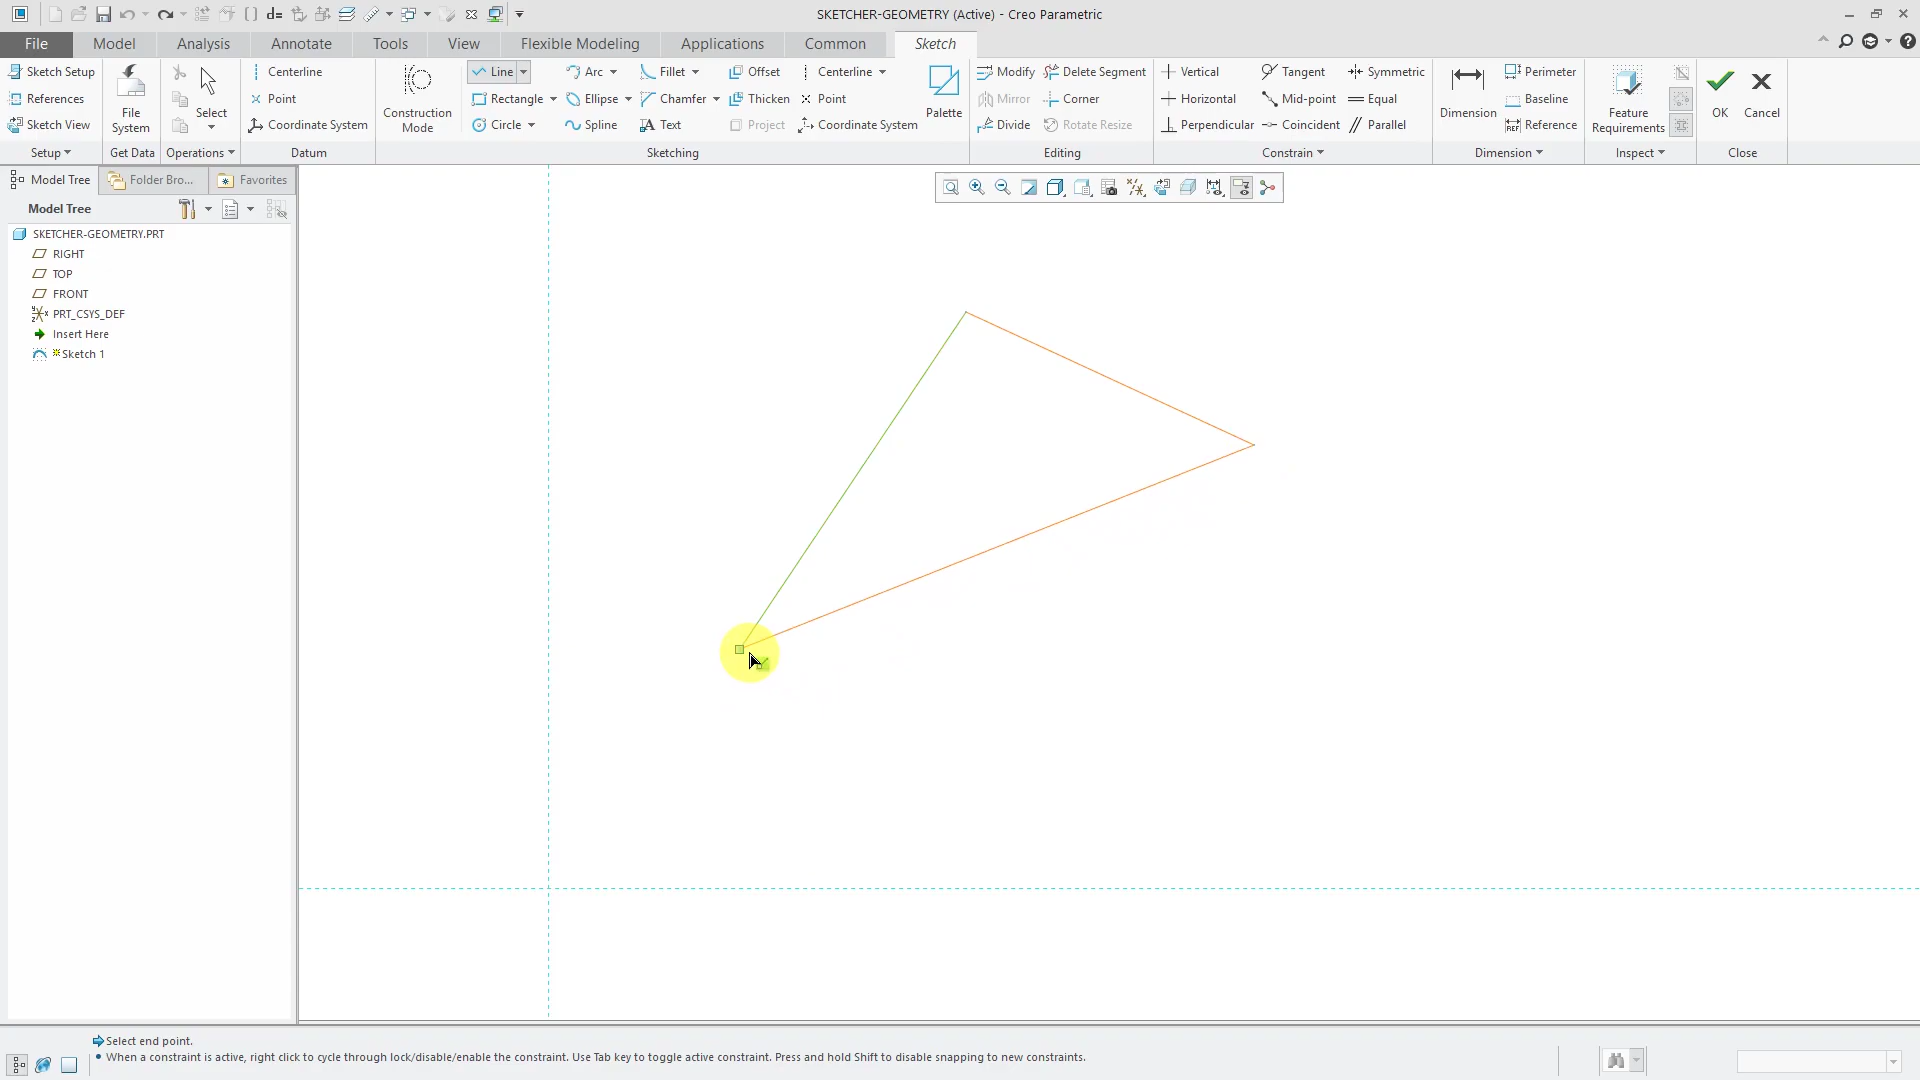 SKETCHER-GEOMETRY (Active) - Creo Parametric
File Model Analysis Annotate Tools View Flexible Modeling Applications Common Sketch
Sketch Setup
References
Sketch View
Setup
File System
Get Data
Select
Operations
Centerline
Point
Coordinate System
Datum
Construction Mode
Line Arc Fillet Offset Centerline
Rectangle Ellipse Chamfer Thicken Point
Circle Spline Text Project Coordinate System
Palette
Sketching
Modify Delete Segment
Mirror Corner
Divide Rotate Resize
Editing
Vertical Tangent Symmetric
Horizontal Mid-point Equal
Perpendicular Coincident Parallel
Constrain
Dimension
Perimeter
Baseline
Reference
Dimension
Feature Requirements
Inspect
OK Cancel
Close
Model Tree Folder Bro... Favorites
Model Tree
SKETCHER-GEOMETRY.PRT
RIGHT
TOP
FRONT
PRT_CSYS_DEF
Insert Here
Sketch 1
Select end point.
When a constraint is active, right click to cycle through lock/disable/enable the constraint. Use Tab key to toggle active constraint. Press and hold Shift to disable snapping to new constraints.